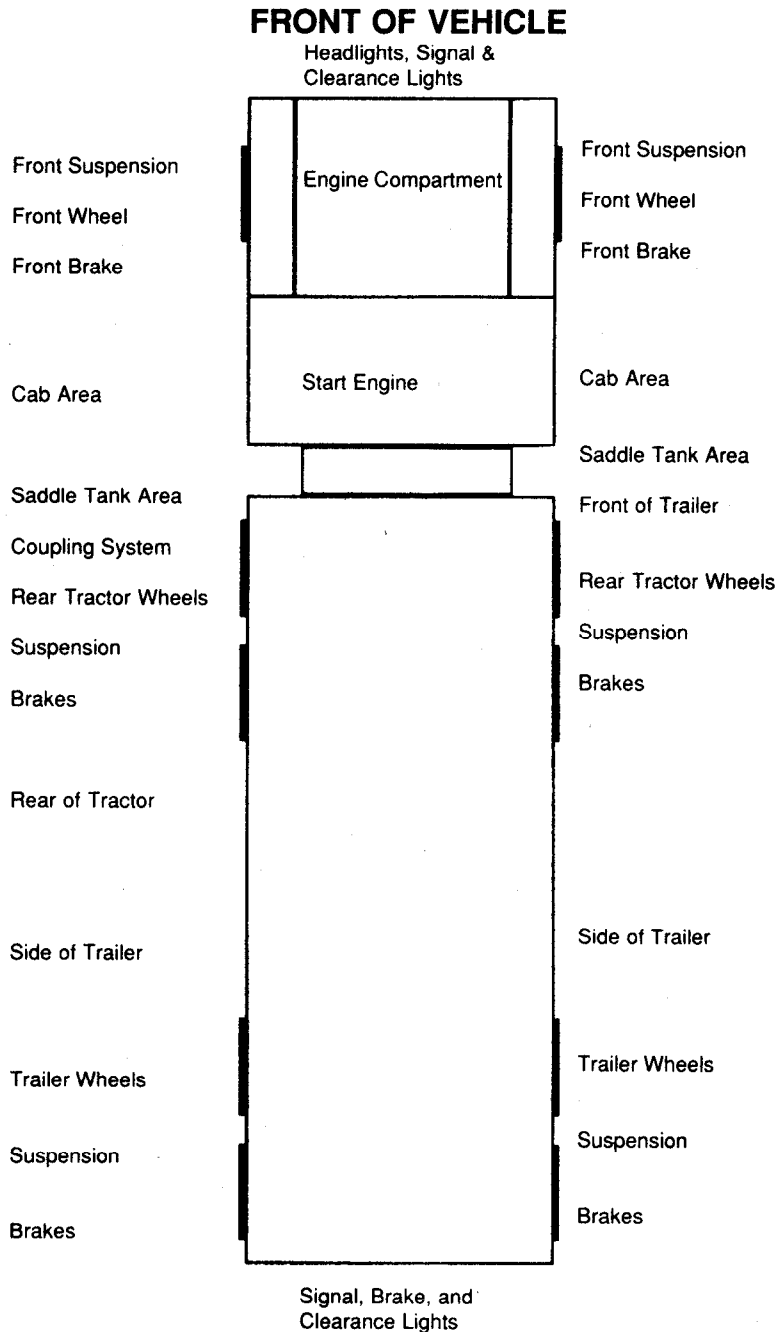 FRONT OF VEHICLE
Headlights, Signal &
Clearance Lights
Front Suspension
Front Wheel
Front Brake
Cab Area
Saddle Tank Area
Coupling System
Rear Tractor Wheels
Suspension
Brakes
Rear of Tractor
Side of Trailer
Trailer Wheels
Suspension
Brakes
Engine Compartment
Start Engine
Front Suspension
Front Wheel
Front Brake
Cab Area
Saddle Tank Area
Front of Trailer
Rear Tractor Wheels
Suspension
Brakes
Side of Trailer
Trailer Wheels
Suspension
Brakes
Signal, Brake, and
Clearance Lights